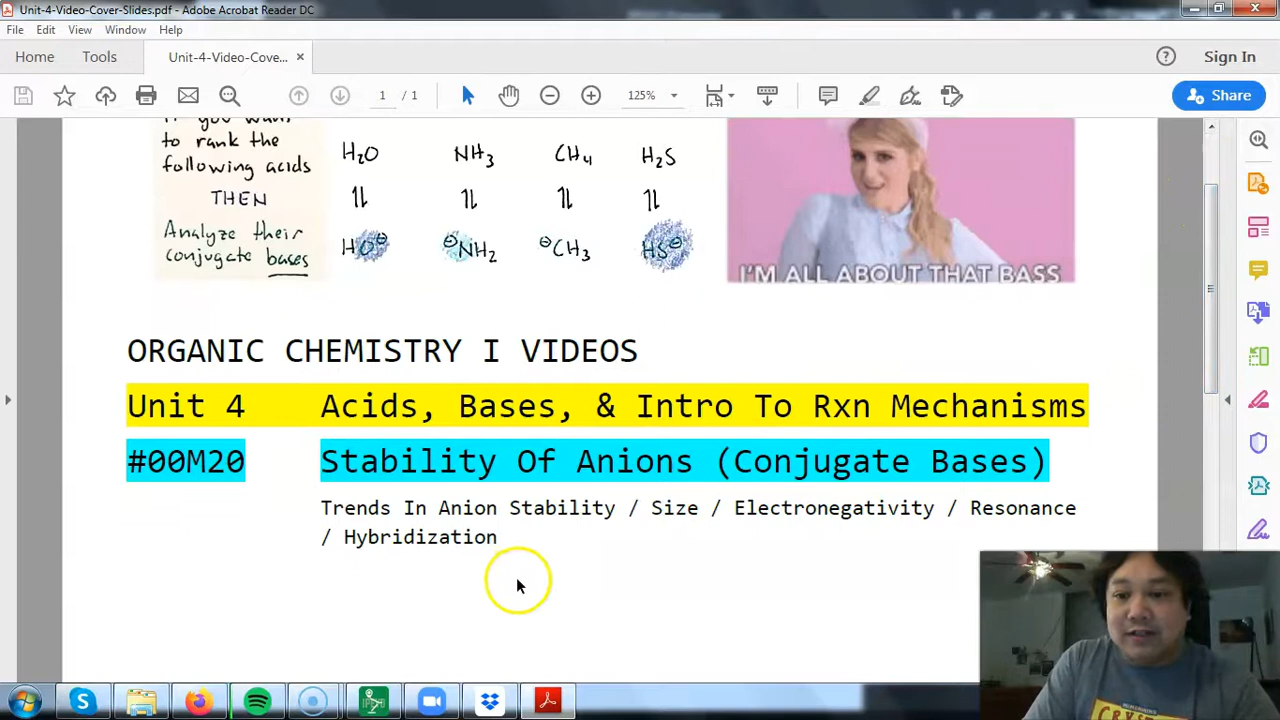 Unit-4-Video-Cover-Slides.pdf - Adobe Acrobat Reader DC
File Edit View Window Help
Home Tools Unit-4-Video-Cove... × Sign In
1 / 1 125% Share
If you want
to rank the
following acids
THEN
Analyze their
conjugate bases
H₂O NH₃ CH₄ H₂S
⇌ ⇌ ⇌ ⇌
HO⊖ ⊖NH₂ ⊖CH₃ HS⊖
I'M ALL ABOUT THAT BASS
ORGANIC CHEMISTRY I VIDEOS
Unit 4 Acids, Bases, & Intro To Rxn Mechanisms
#00M20 Stability Of Anions (Conjugate Bases)
Trends In Anion Stability / Size / Electronegativity / Resonance
/ Hybridization